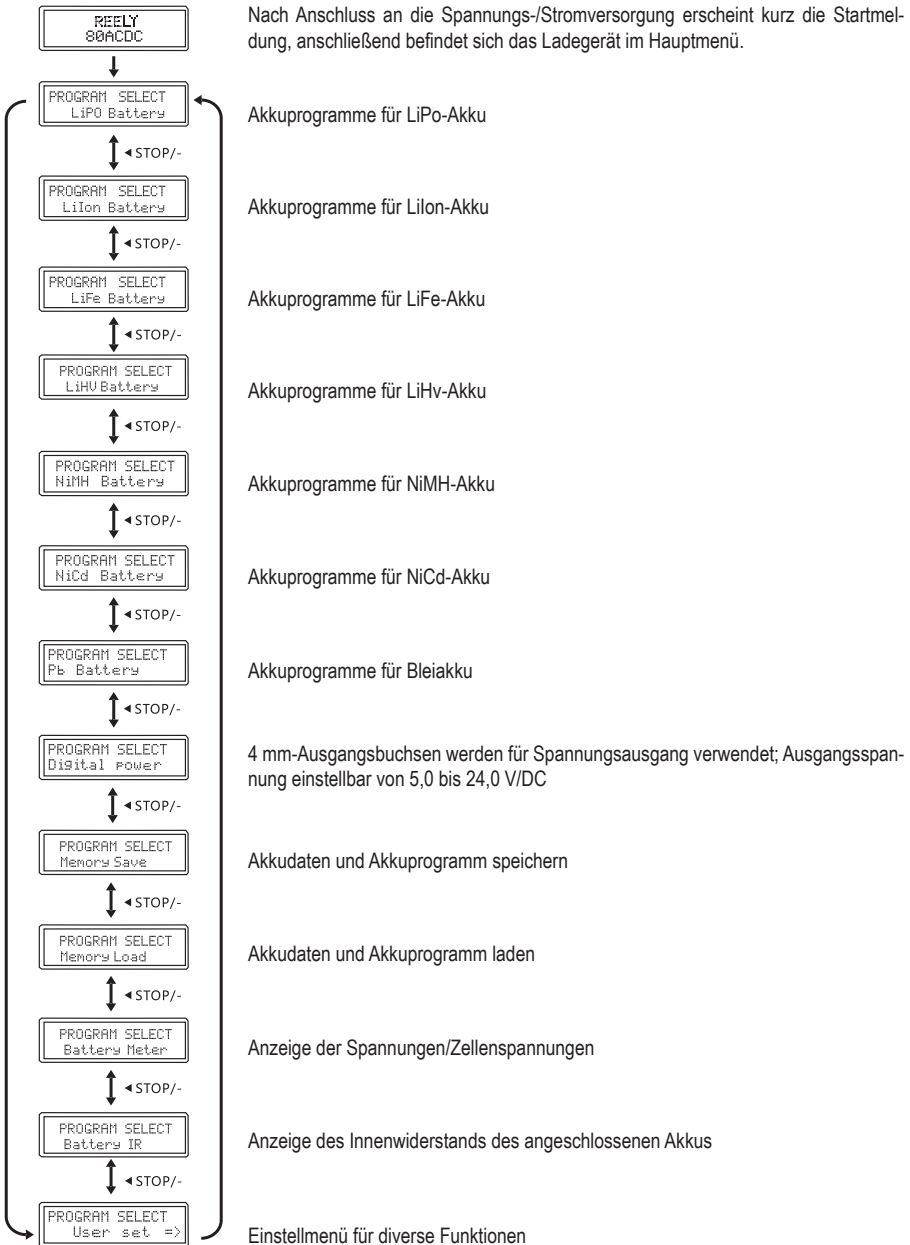 REELY
80ACDC
Nach Anschluss an die Spannungs-/Stromversorgung erscheint kurz die Startmel-
dung, anschließend befindet sich das Ladegerät im Hauptmenü.
PROGRAM SELECT
LiPO Battery
Akkuprogramme für LiPo-Akku
◄ STOP/-
PROGRAM SELECT
LiIon Battery
Akkuprogramme für LiIon-Akku
◄ STOP/-
PROGRAM SELECT
LiFe Battery
Akkuprogramme für LiFe-Akku
◄ STOP/-
PROGRAM SELECT
LiHV Battery
Akkuprogramme für LiHv-Akku
◄ STOP/-
PROGRAM SELECT
NiMH Battery
Akkuprogramme für NiMH-Akku
◄ STOP/-
PROGRAM SELECT
NiCd Battery
Akkuprogramme für NiCd-Akku
◄ STOP/-
PROGRAM SELECT
Pb Battery
Akkuprogramme für Bleiakku
◄ STOP/-
PROGRAM SELECT
Digital power
4 mm-Ausgangsbuchsen werden für Spannungsausgang verwendet; Ausgangsspan-
nung einstellbar von 5,0 bis 24,0 V/DC
◄ STOP/-
PROGRAM SELECT
Memory Save
Akkudaten und Akkuprogramm speichern
◄ STOP/-
PROGRAM SELECT
Memory Load
Akkudaten und Akkuprogramm laden
◄ STOP/-
PROGRAM SELECT
Battery Meter
Anzeige der Spannungen/Zellenspannungen
◄ STOP/-
PROGRAM SELECT
Battery IR
Anzeige des Innenwiderstands des angeschlossenen Akkus
◄ STOP/-
PROGRAM SELECT
User set =>
Einstellmenü für diverse Funktionen